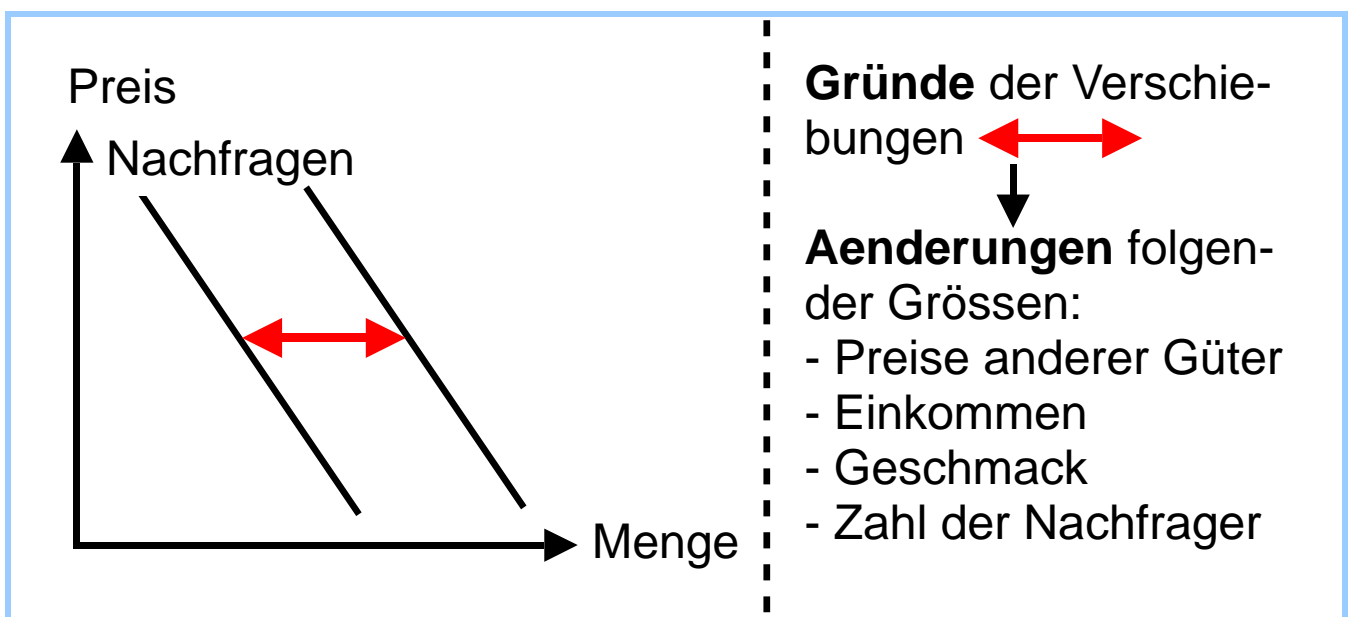 Preis
Nachfragen
Menge
Gründe der Verschie-
bungen
Aenderungen folgen-
der Grössen:
- Preise anderer Güter
- Einkommen
- Geschmack
- Zahl der Nachfrager